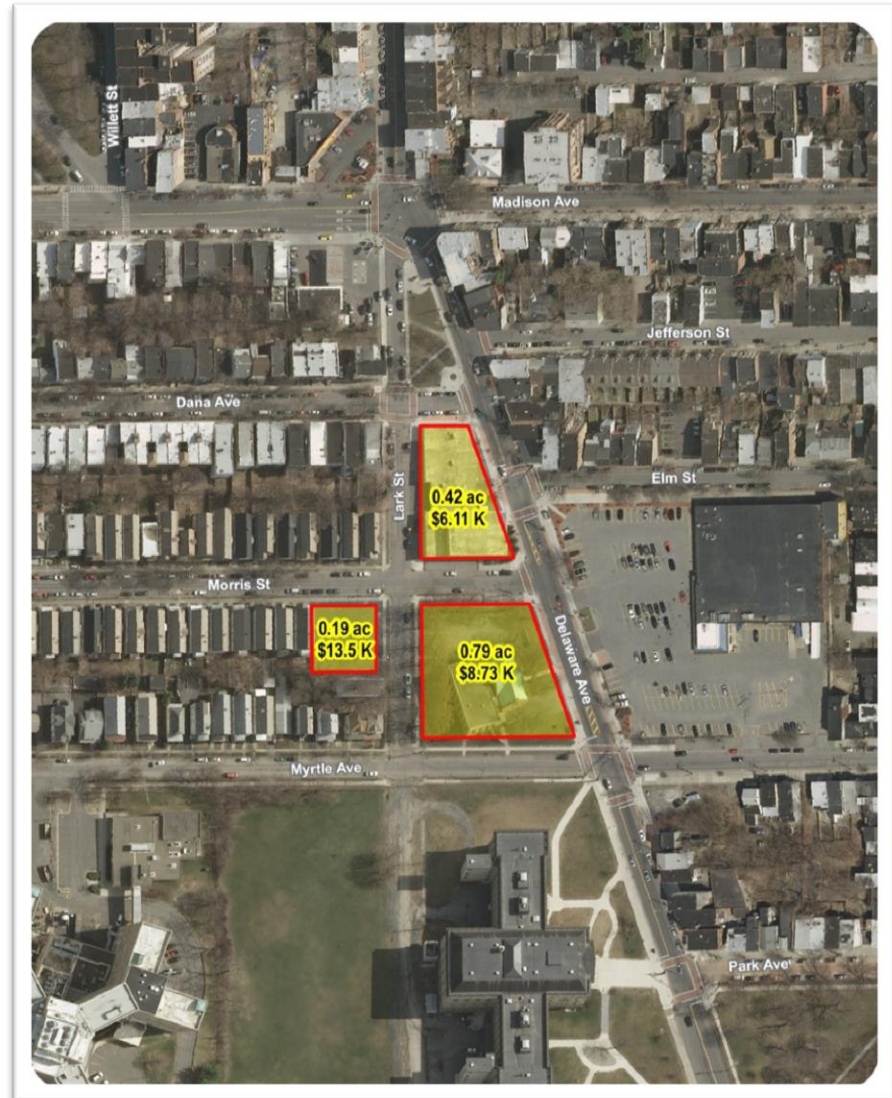 Willett St
Madison Ave
Jefferson St
Dana Ave
Lark St
0.42 ac
$6.11 K
Elm St
Morris St
0.19 ac
$13.5 K
0.79 ac
$8.73 K
Delaware Ave
Myrtle Ave
Park Ave